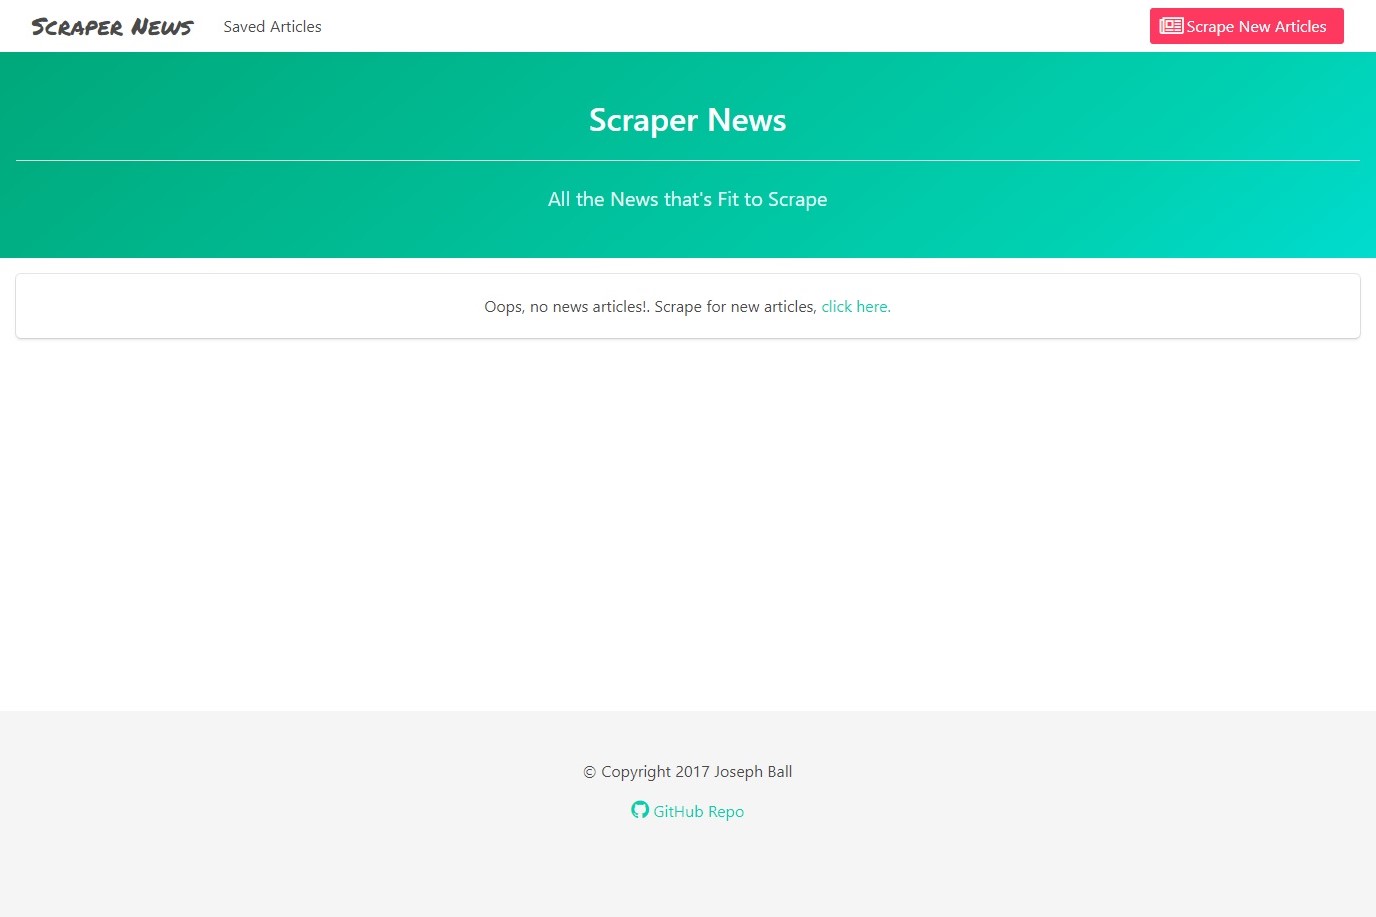 Scraper News Saved Articles Scrape New Articles
Scraper News
All the News that's Fit to Scrape
Oops, no news articles!. Scrape for new articles, click here.
© Copyright 2017 Joseph Ball
GitHub Repo